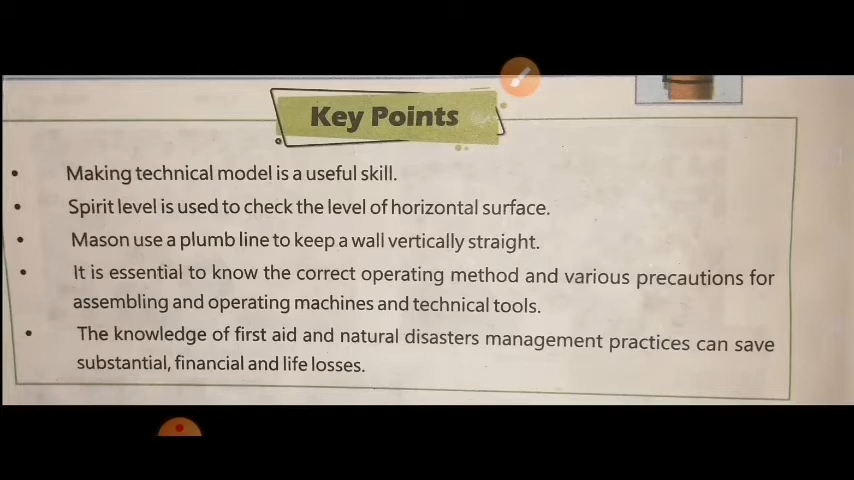 Key Points
• Making technical model is a useful skill.
• Spirit level is used to check the level of horizontal surface.
• Mason use a plumb line to keep a wall vertically straight.
• It is essential to know the correct operating method and various precautions for
assembling and operating machines and technical tools.
• The knowledge of first aid and natural disasters management practices can save
substantial, financial and life losses.